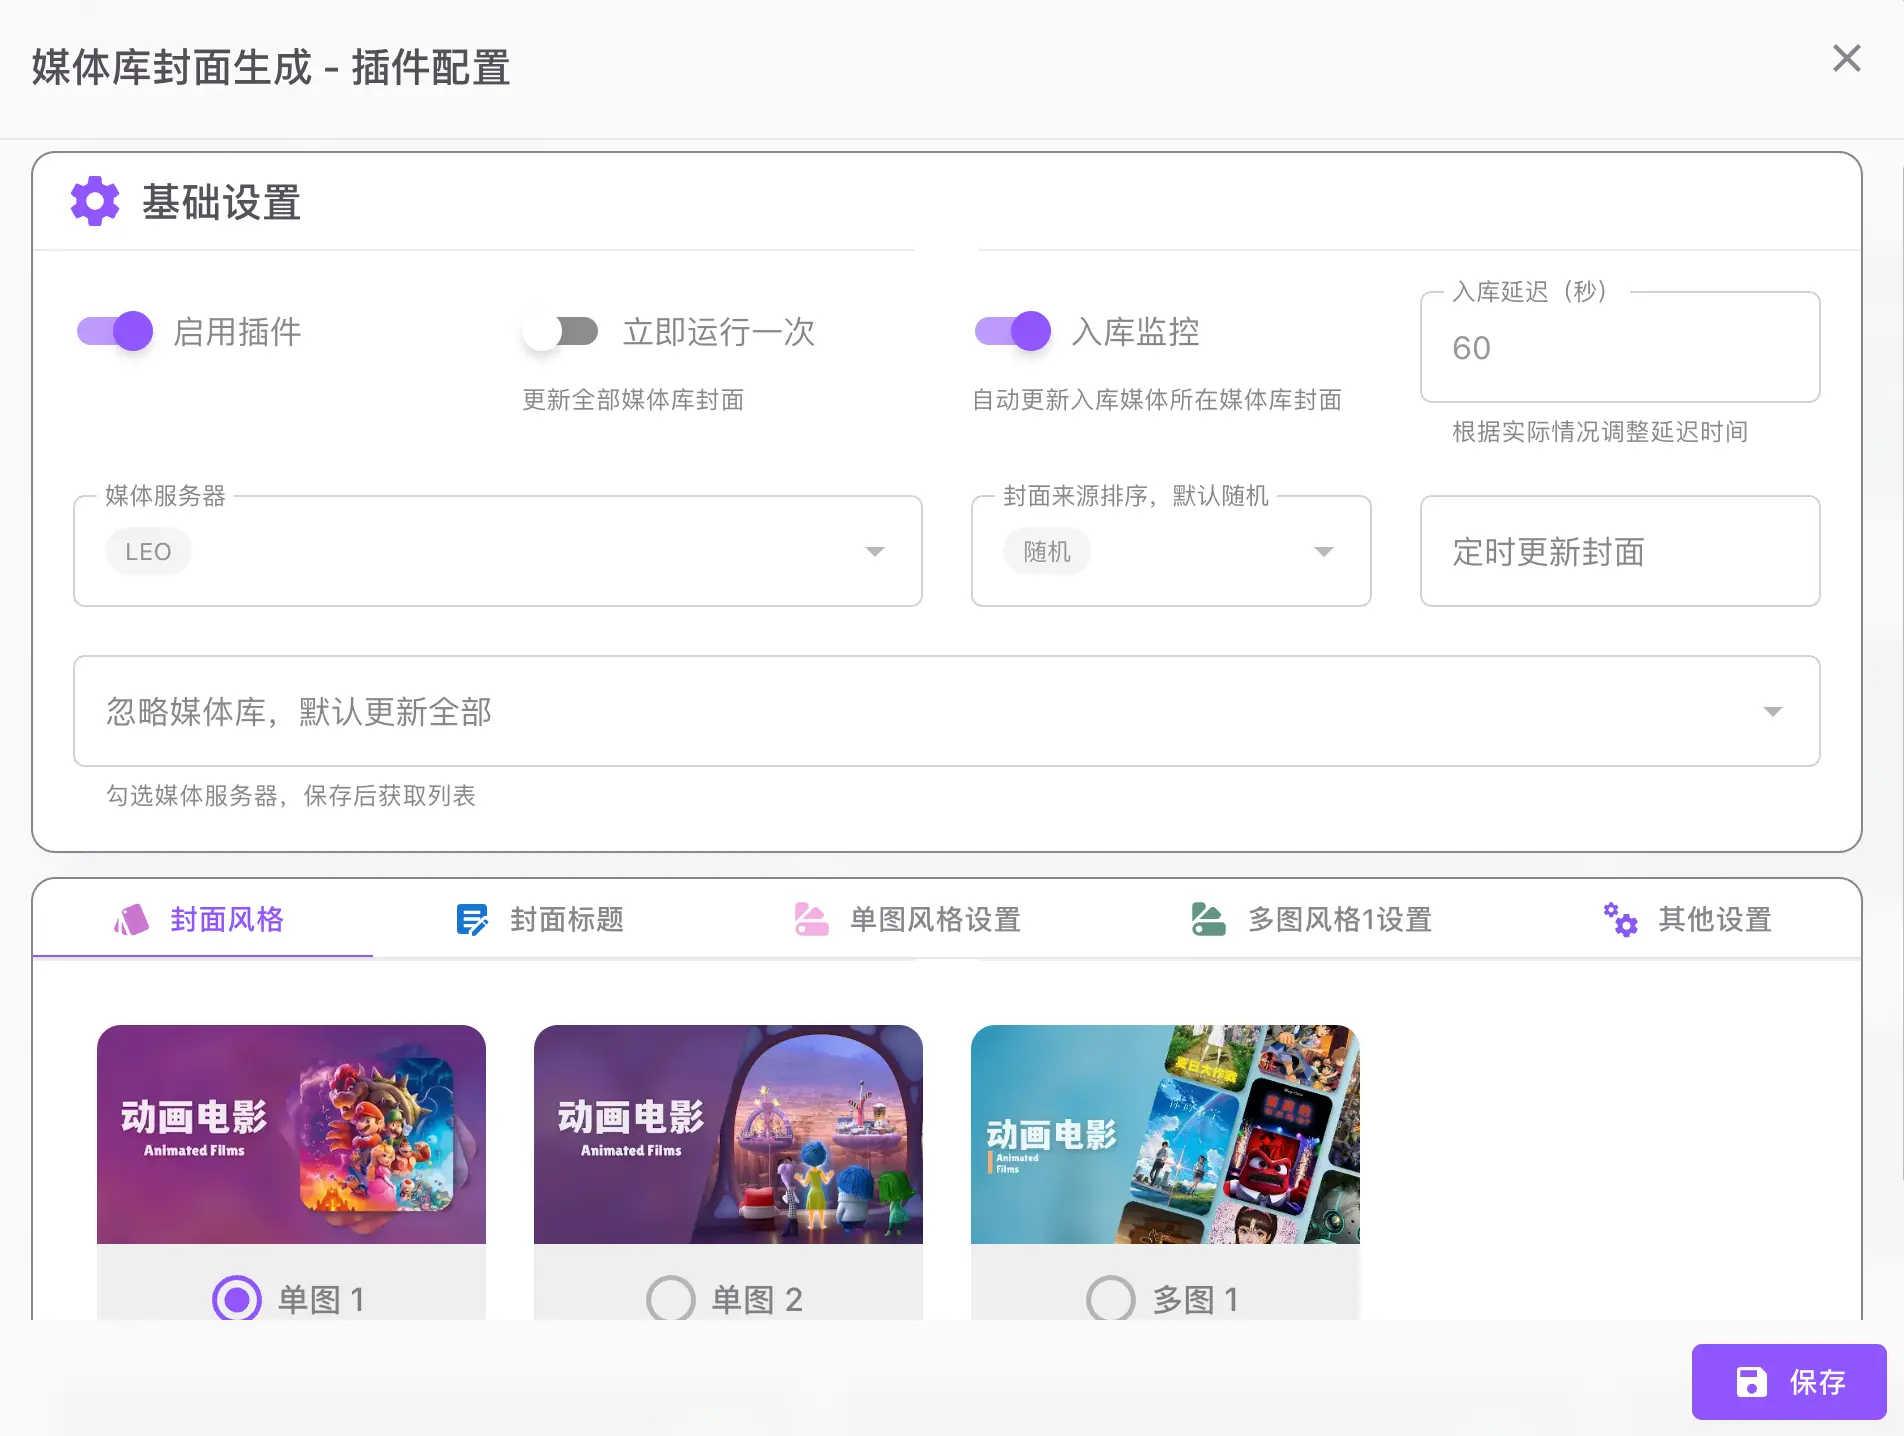 媒体库封面生成 - 插件配置
基础设置
启用插件
立即运行一次
更新全部媒体库封面
入库监控
自动更新入库媒体所在媒体库封面
入库延迟（秒）
60
根据实际情况调整延迟时间
媒体服务器
LEO
封面来源排序，默认随机
随机
定时更新封面
忽略媒体库，默认更新全部
勾选媒体服务器，保存后获取列表
封面风格
封面标题
单图风格设置
多图风格1设置
其他设置
动画电影
Animated Films
动画电影
Animated Films
动画电影
Animated
Films
夏日大作战
单图 1
单图 2
多图 1
保存